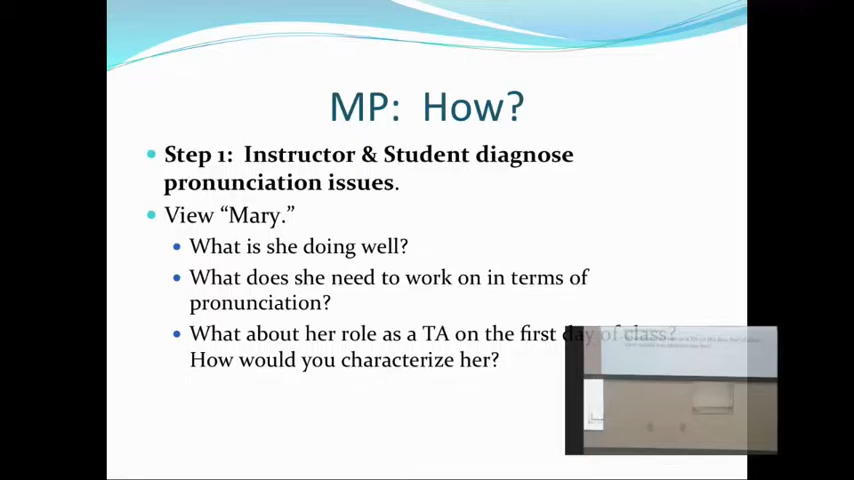 MP: How?
Step 1: Instructor & Student diagnose
pronunciation issues.
View “Mary.”
What is she doing well?
What does she need to work on in terms of
pronunciation?
What about her role as a TA on the first day of class?
How would you characterize her?